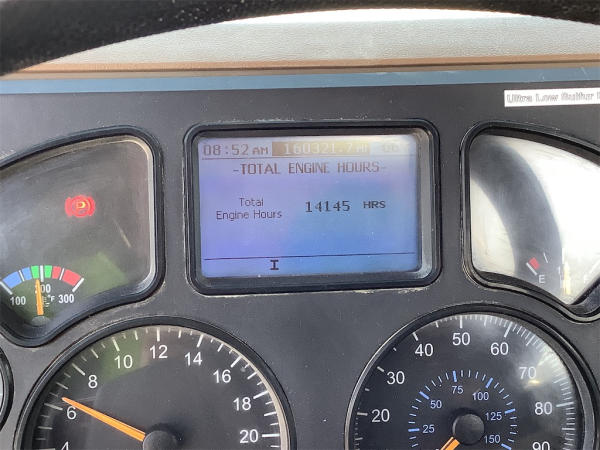 Ultra Low Sulfur
08:52 AM 160321.7
-TOTAL ENGINE HOURS-
Total
Engine Hours
14145 HRS
P
100 200 300
°F
E
4 6 8 10 12 14 16 18 20
20 30 40 50 60 70 80 90
25 50 75 100 125 150